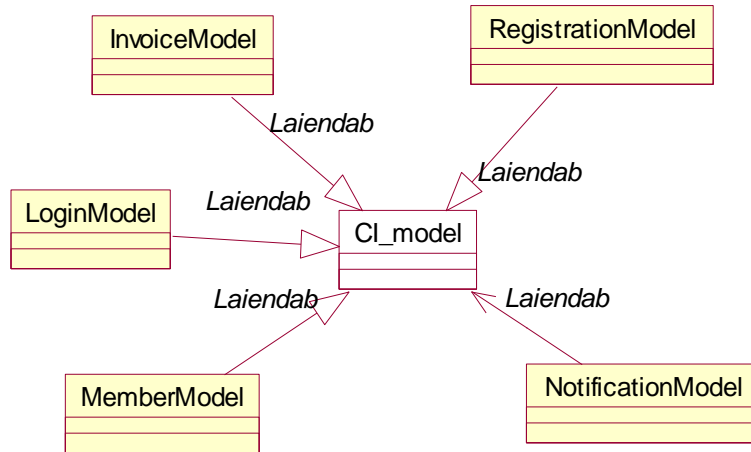 InvoiceModel
RegistrationModel
Laiendab
Laiendab
LoginModel
Laiendab
CI_model
Laiendab
Laiendab
MemberModel
NotificationModel